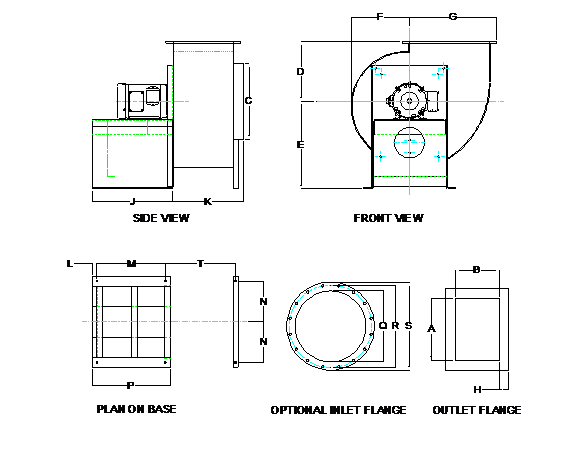 F G
D
C
E
J K
SIDE VIEW FRONT VIEW
L M T
B
N
A
Q R S
N
P
H
PLAN ON BASE OPTIONAL INLET FLANGE OUTLET FLANGE